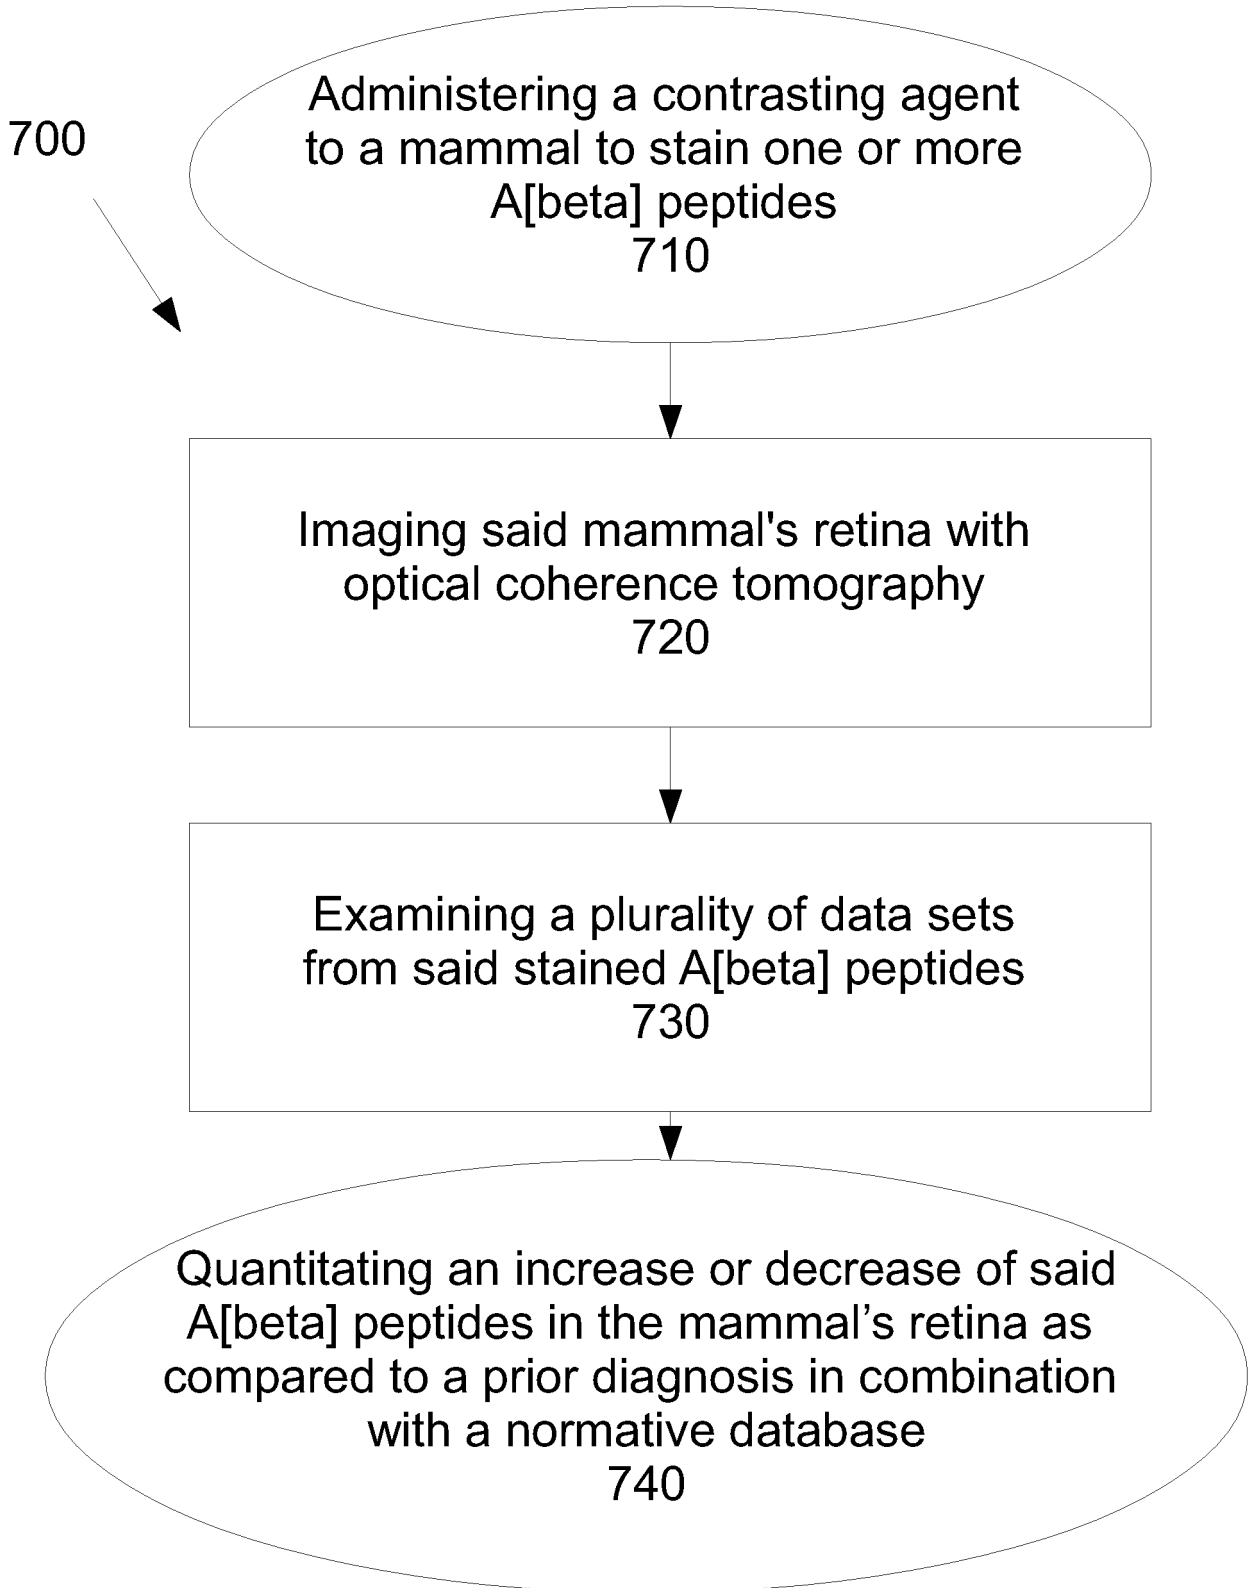 700
Administering a contrasting agent
to a mammal to stain one or more
A[beta] peptides
710
Imaging said mammal's retina with
optical coherence tomography
720
Examining a plurality of data sets
from said stained A[beta] peptides
730
Quantitating an increase or decrease of said
A[beta] peptides in the mammal’s retina as
compared to a prior diagnosis in combination
with a normative database
740